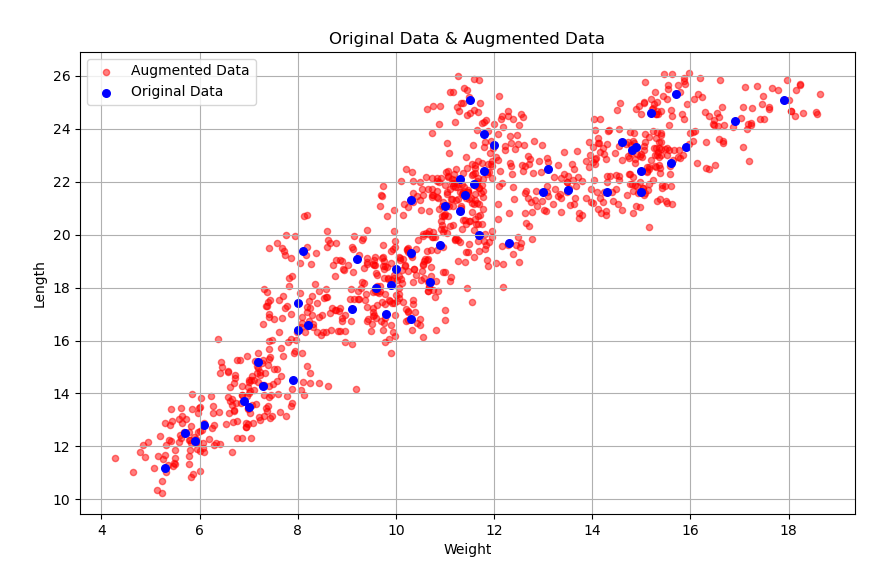 Original Data & Augmented Data
Augmented Data
Original Data
26
24
22
20
18
16
14
12
10
Length
4 6 8 10 12 14 16 18
Weight